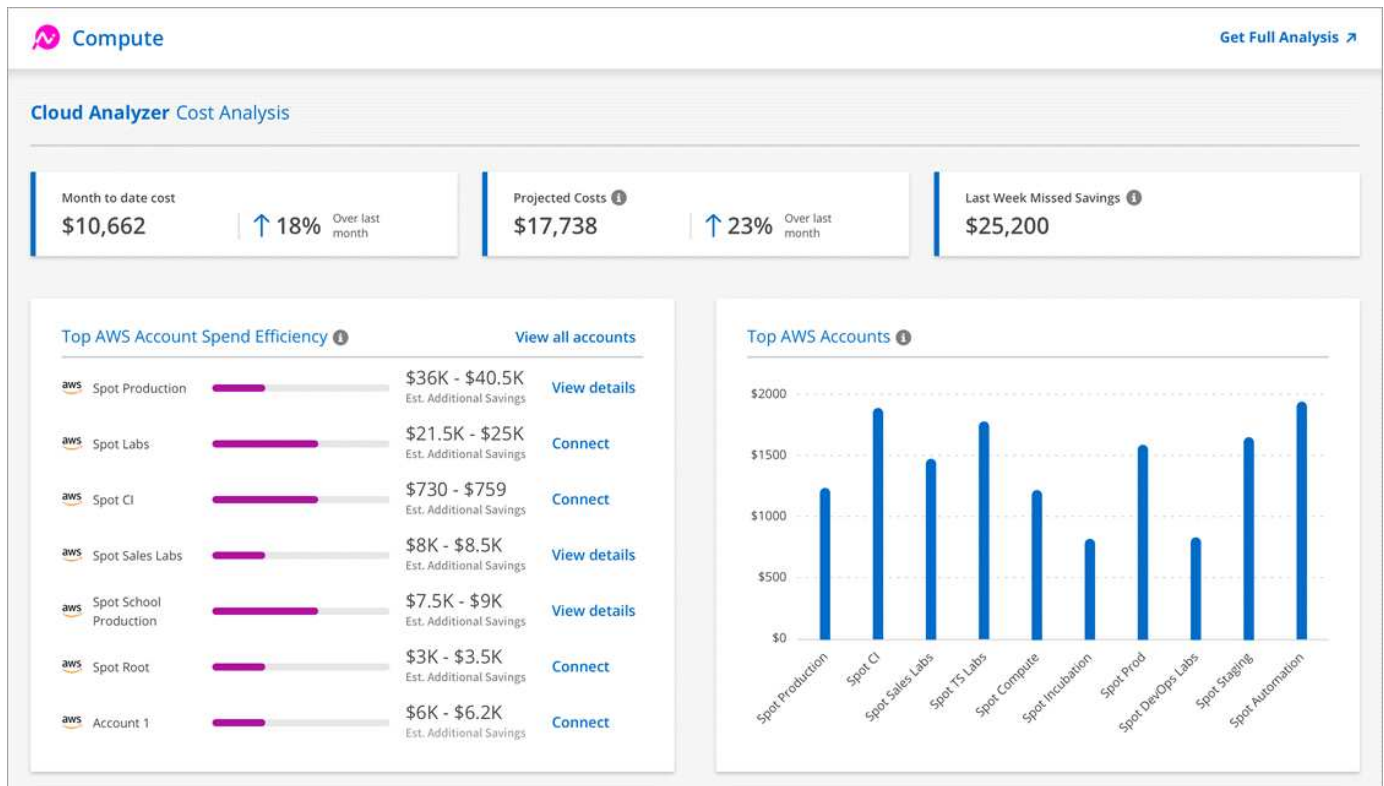 Compute
Get Full Analysis ↗
Cloud Analyzer Cost Analysis
Month to date cost
$10,662
↑ 18%
Over last
month
Projected Costs
$17,738
↑ 23%
Over last
month
Last Week Missed Savings
$25,200
Top AWS Account Spend Efficiency
View all accounts
aws Spot Production
$36K - $40.5K
Est. Additional Savings
View details
aws Spot Labs
$21.5K - $25K
Est. Additional Savings
Connect
aws Spot CI
$730 - $759
Est. Additional Savings
Connect
aws Spot Sales Labs
$8K - $8.5K
Est. Additional Savings
View details
aws Spot School
Production
$7.5K - $9K
Est. Additional Savings
View details
aws Spot Root
$3K - $3.5K
Est. Additional Savings
Connect
aws Account 1
$6K - $6.2K
Est. Additional Savings
Connect
Top AWS Accounts
$2000
$1500
$1000
$500
$0
Spot Production
Spot CI
Spot Sales Labs
Spot TS Labs
Spot Compute
Spot Incubation
Spot Prod
Spot DevOps Labs
Spot Staging
Spot Automation